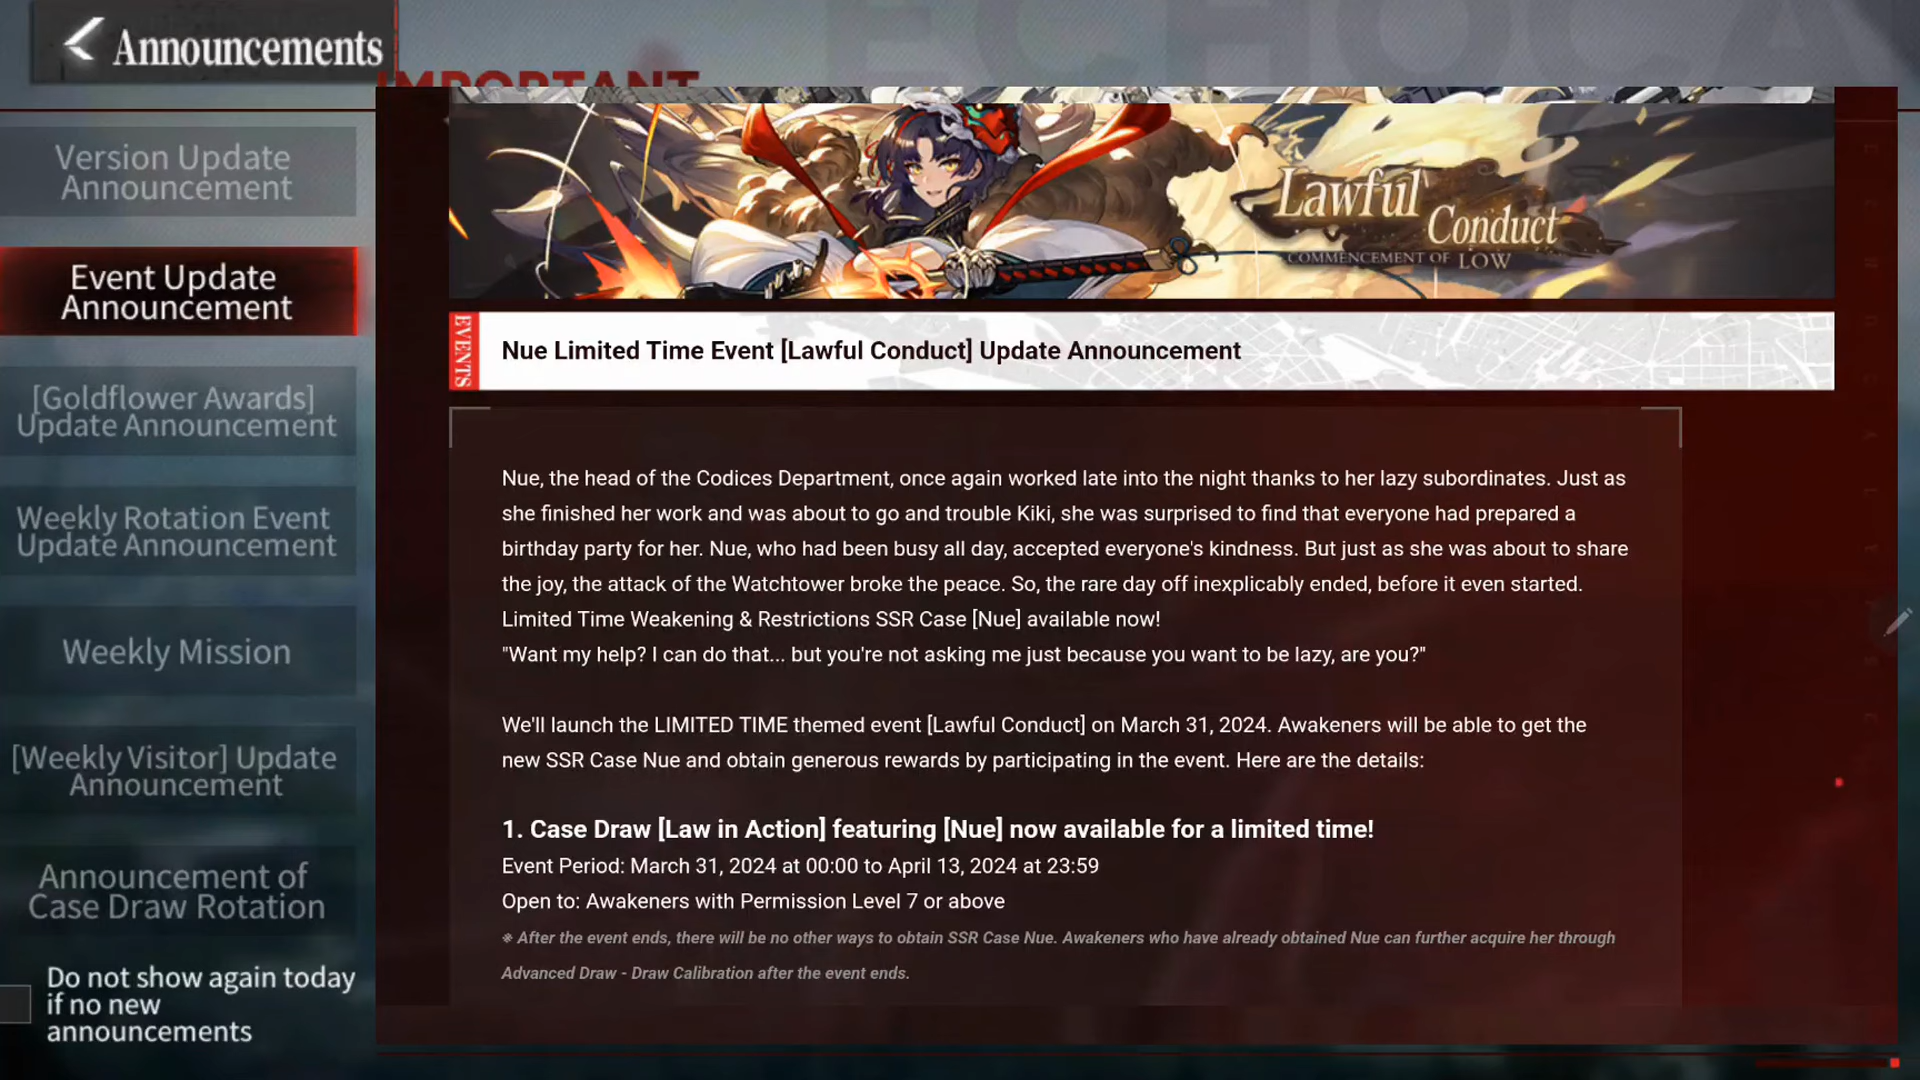 Announcements
IMPORTANT
Version Update
Announcement
Event Update
Announcement
[Goldflower Awards]
Update Announcement
Weekly Rotation Event
Update Announcement
Weekly Mission
[Weekly Visitor] Update
Announcement
Announcement of
Case Draw Rotation
Do not show again today
if no new
announcements
Lawful
Conduct
COMMENCEMENT OF LOW
EVENTS
Nue Limited Time Event [Lawful Conduct] Update Announcement
Nue, the head of the Codices Department, once again worked late into the night thanks to her lazy subordinates. Just as
she finished her work and was about to go and trouble Kiki, she was surprised to find that everyone had prepared a
birthday party for her. Nue, who had been busy all day, accepted everyone's kindness. But just as she was about to share
the joy, the attack of the Watchtower broke the peace. So, the rare day off inexplicably ended, before it even started.
Limited Time Weakening & Restrictions SSR Case [Nue] available now!
"Want my help? I can do that... but you're not asking me just because you want to be lazy, are you?"
We'll launch the LIMITED TIME themed event [Lawful Conduct] on March 31, 2024. Awakeners will be able to get the
new SSR Case Nue and obtain generous rewards by participating in the event. Here are the details:
1. Case Draw [Law in Action] featuring [Nue] now available for a limited time!
Event Period: March 31, 2024 at 00:00 to April 13, 2024 at 23:59
Open to: Awakeners with Permission Level 7 or above
※ After the event ends, there will be no other ways to obtain SSR Case Nue. Awakeners who have already obtained Nue can further acquire her through
Advanced Draw - Draw Calibration after the event ends.